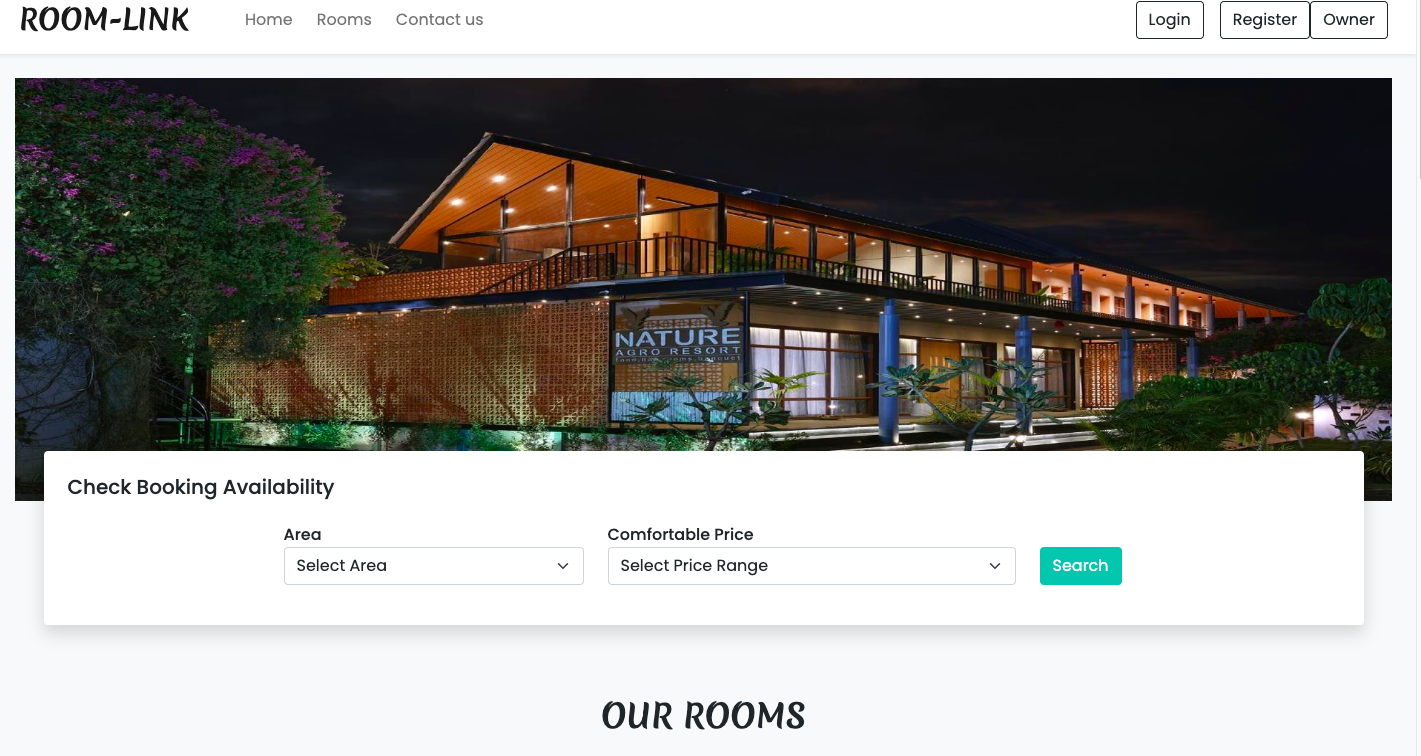 ROOM-LINK Home Rooms Contact us Login Register Owner
NATURE
AGRO RESORT
Check Booking Availability
Area Comfortable Price
Select Area Select Price Range Search
OUR ROOMS